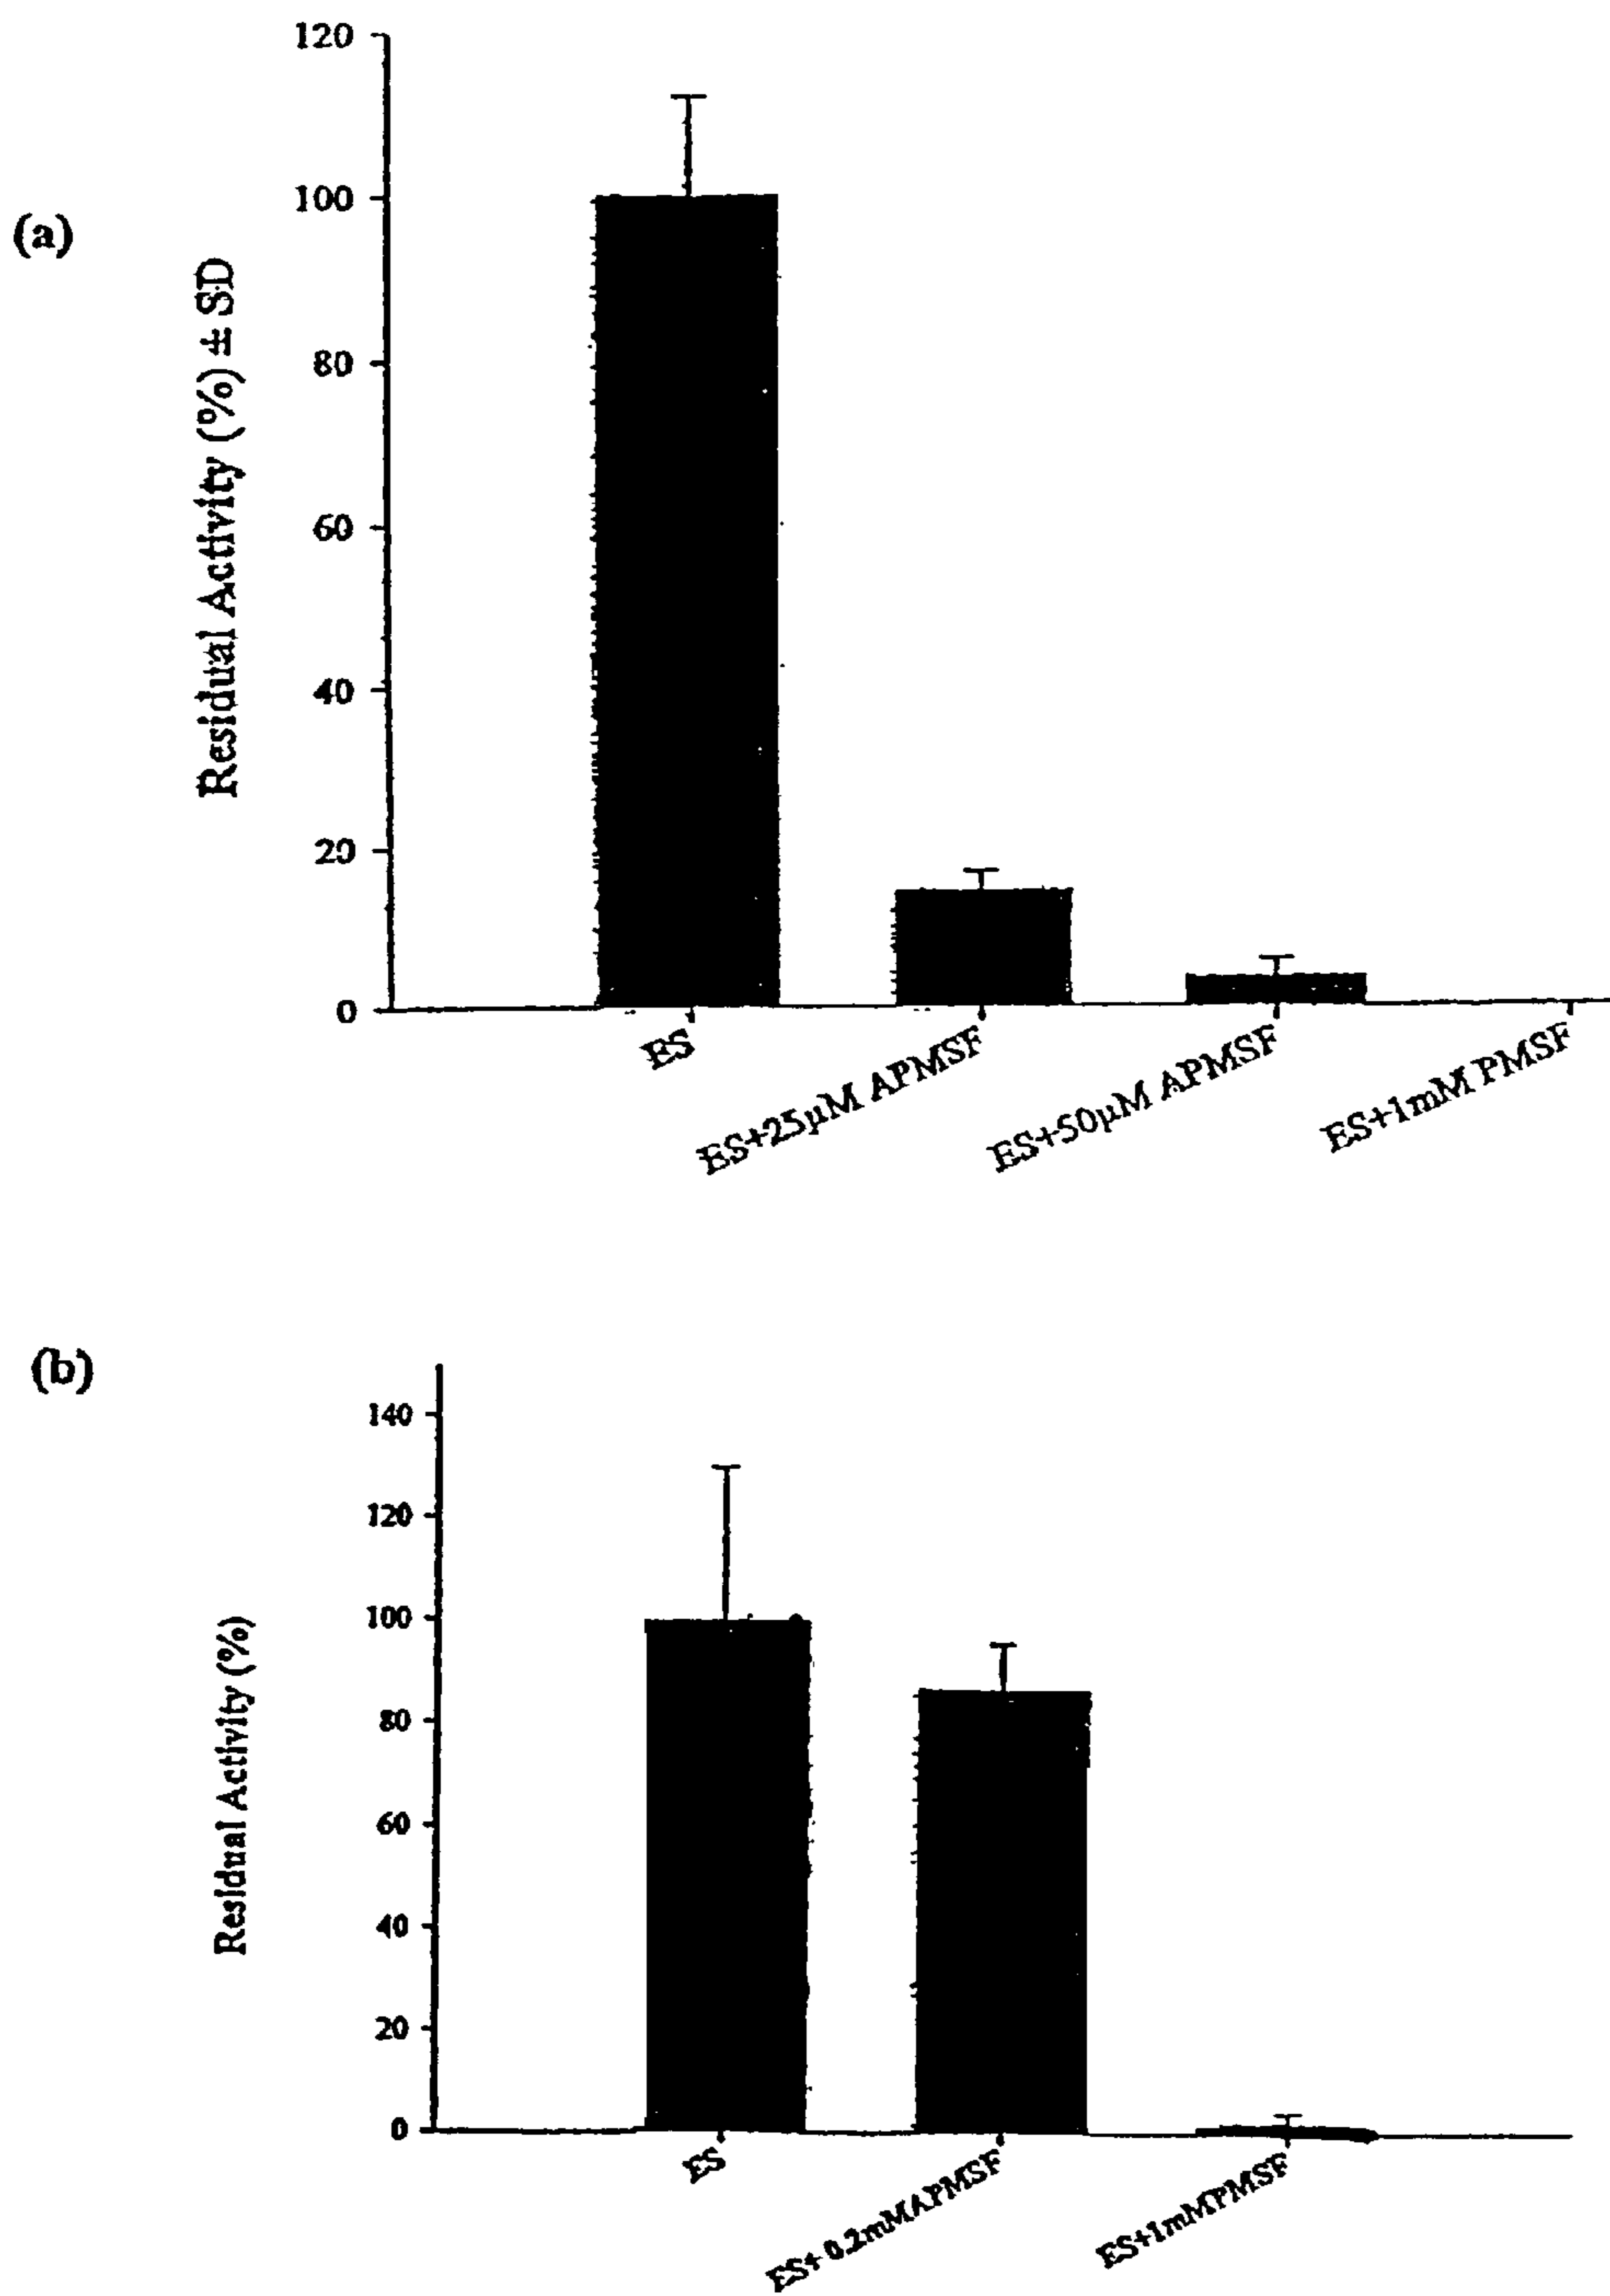 (a)
Residual Activity (%) ± SD
120
100
80
60
40
20
0
ES
ES+25µM APMSF
ES+50µM APMSF
ES+1mM PMSF
(b)
Residual Activity (%)
140
120
100
80
60
40
20
0
ES
ES+ 0.2mMAPMSF
ES+1mMPMSF